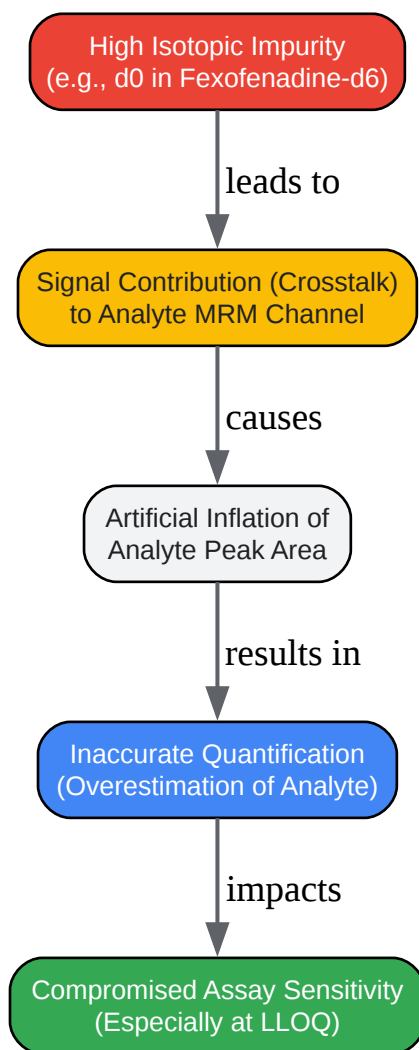 High Isotopic Impurity
(e.g., d0 in Fexofenadine-d6)
leads to
Signal Contribution (Crosstalk)
to Analyte MRM Channel
causes
Artificial Inflation of
Analyte Peak Area
results in
Inaccurate Quantification
(Overestimation of Analyte)
impacts
Compromised Assay Sensitivity
(Especially at LLOQ)